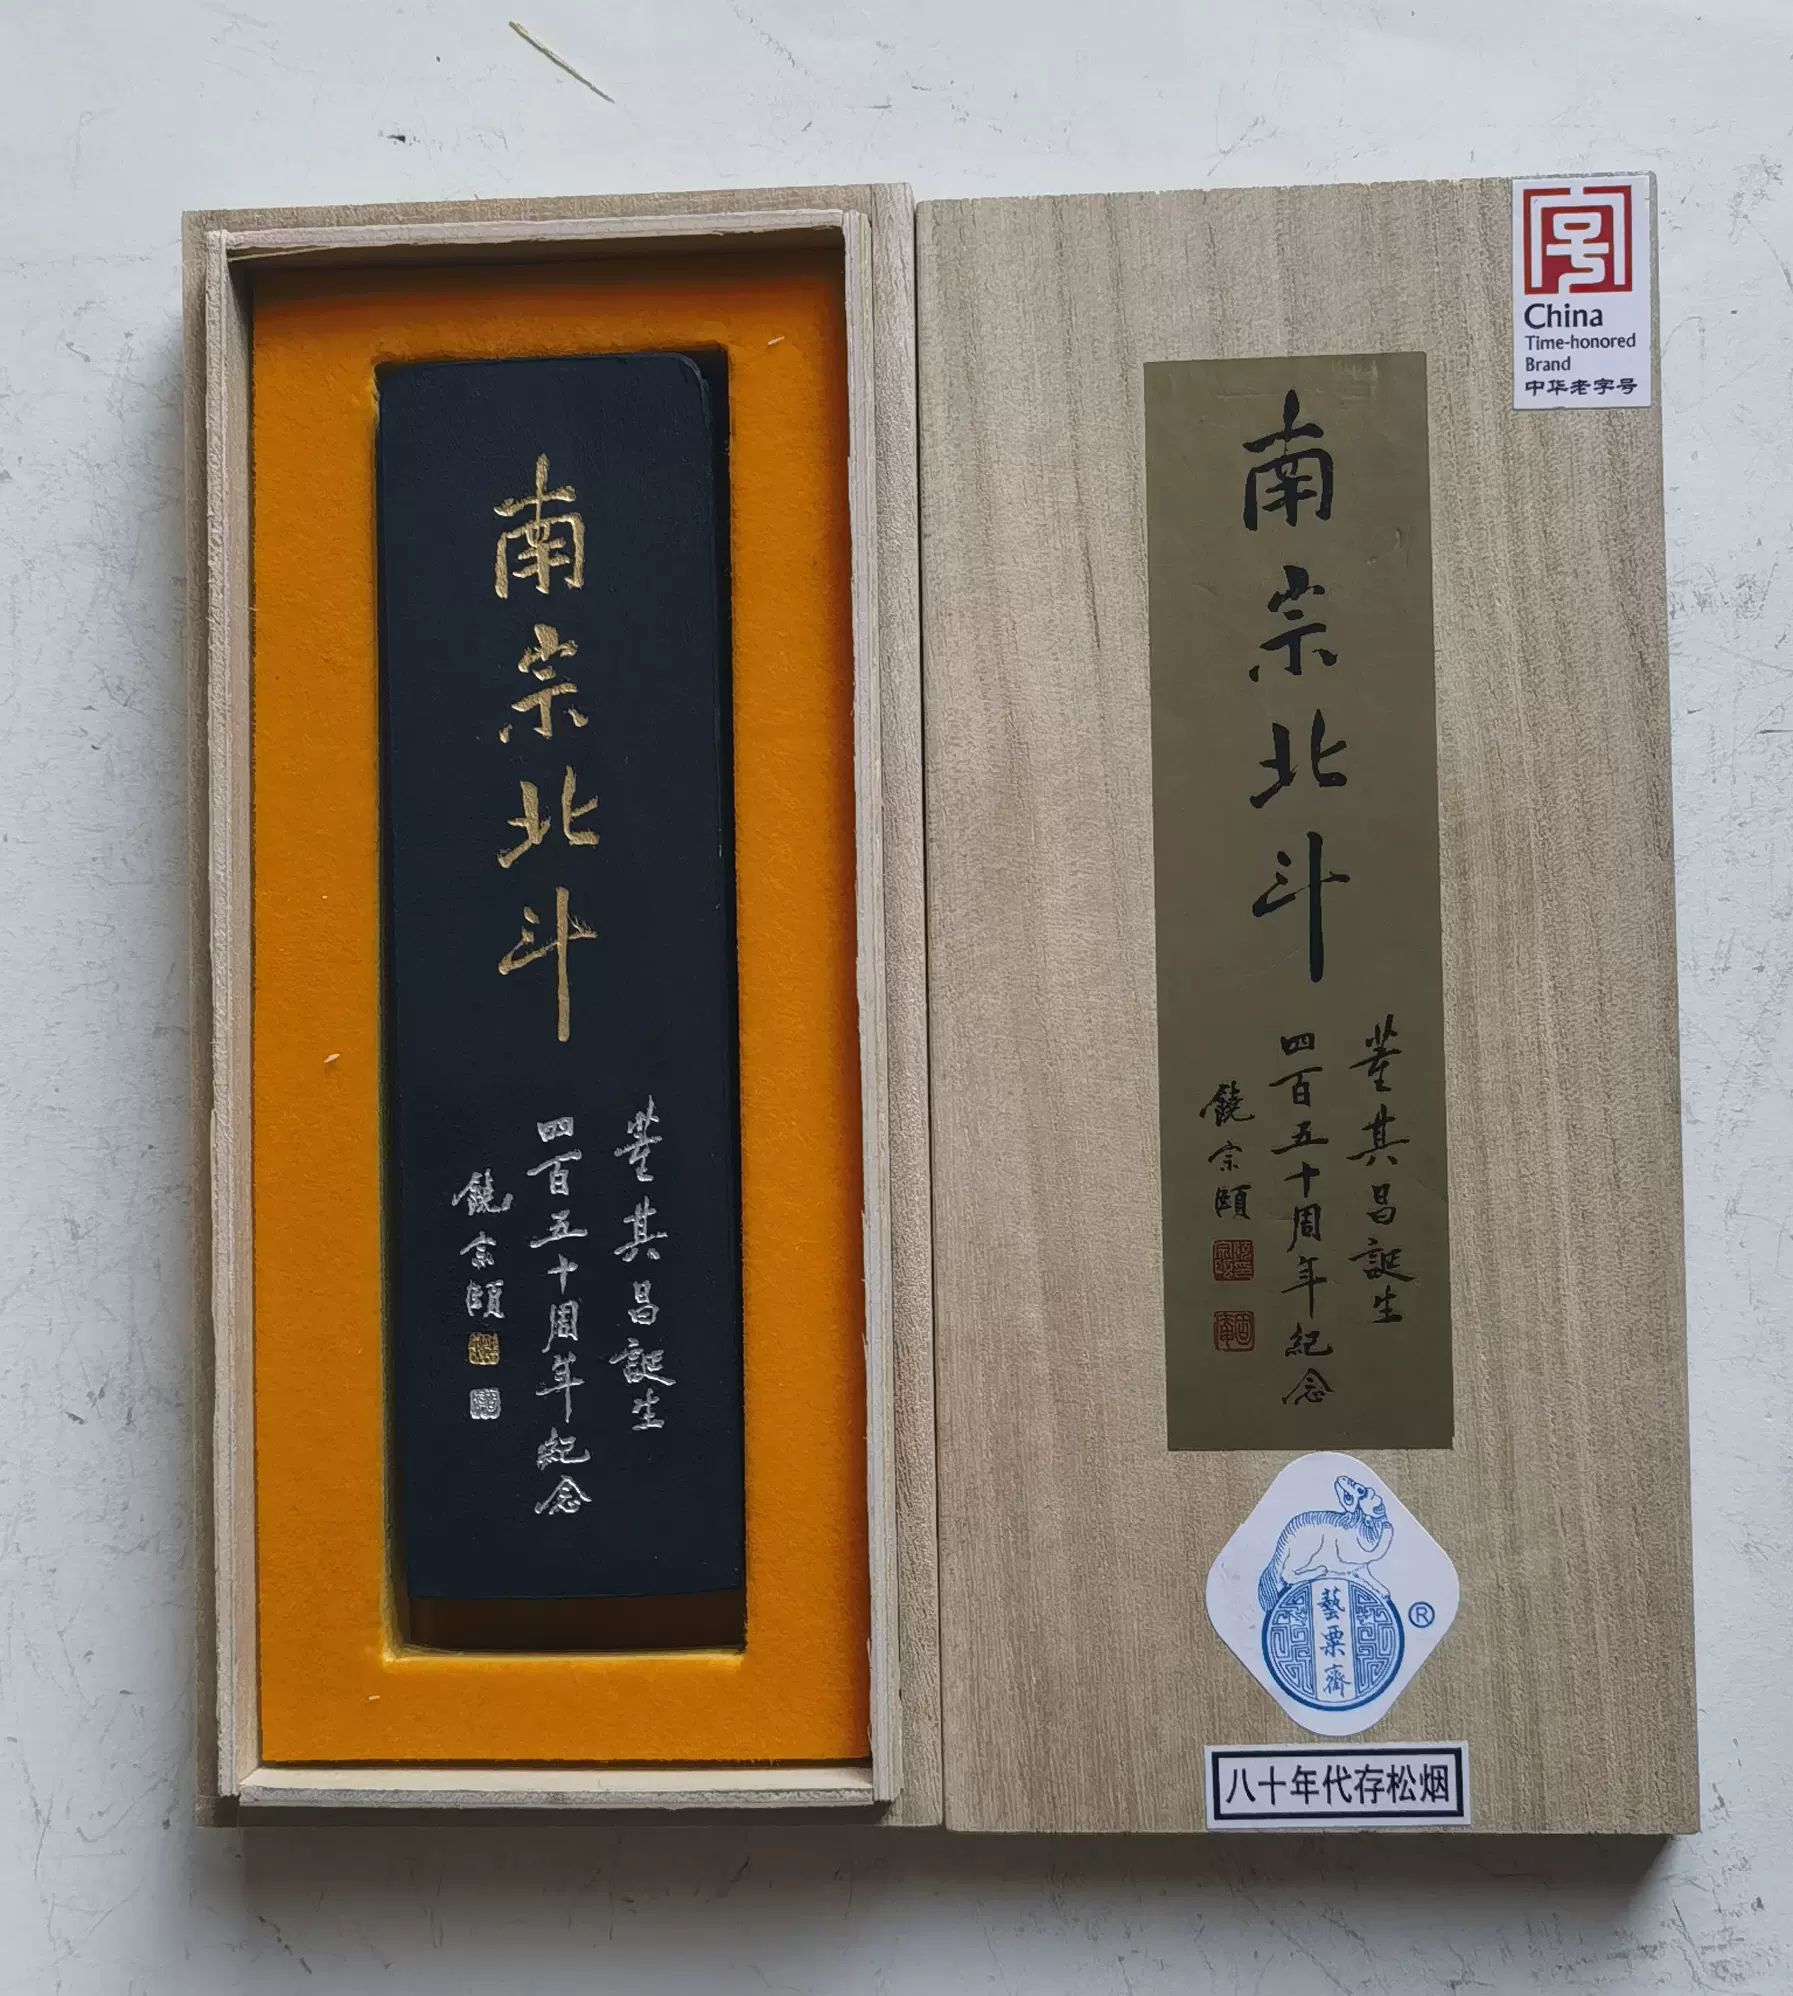 南宗北斗
董其昌誕生
四百五十周年紀念
饒宗頤
China
Time-honored
Brand
中华老字号
南宗北斗
董其昌誕生
四百五十周年紀念
饒宗頤
藝粟齋
®
八十年代存松烟